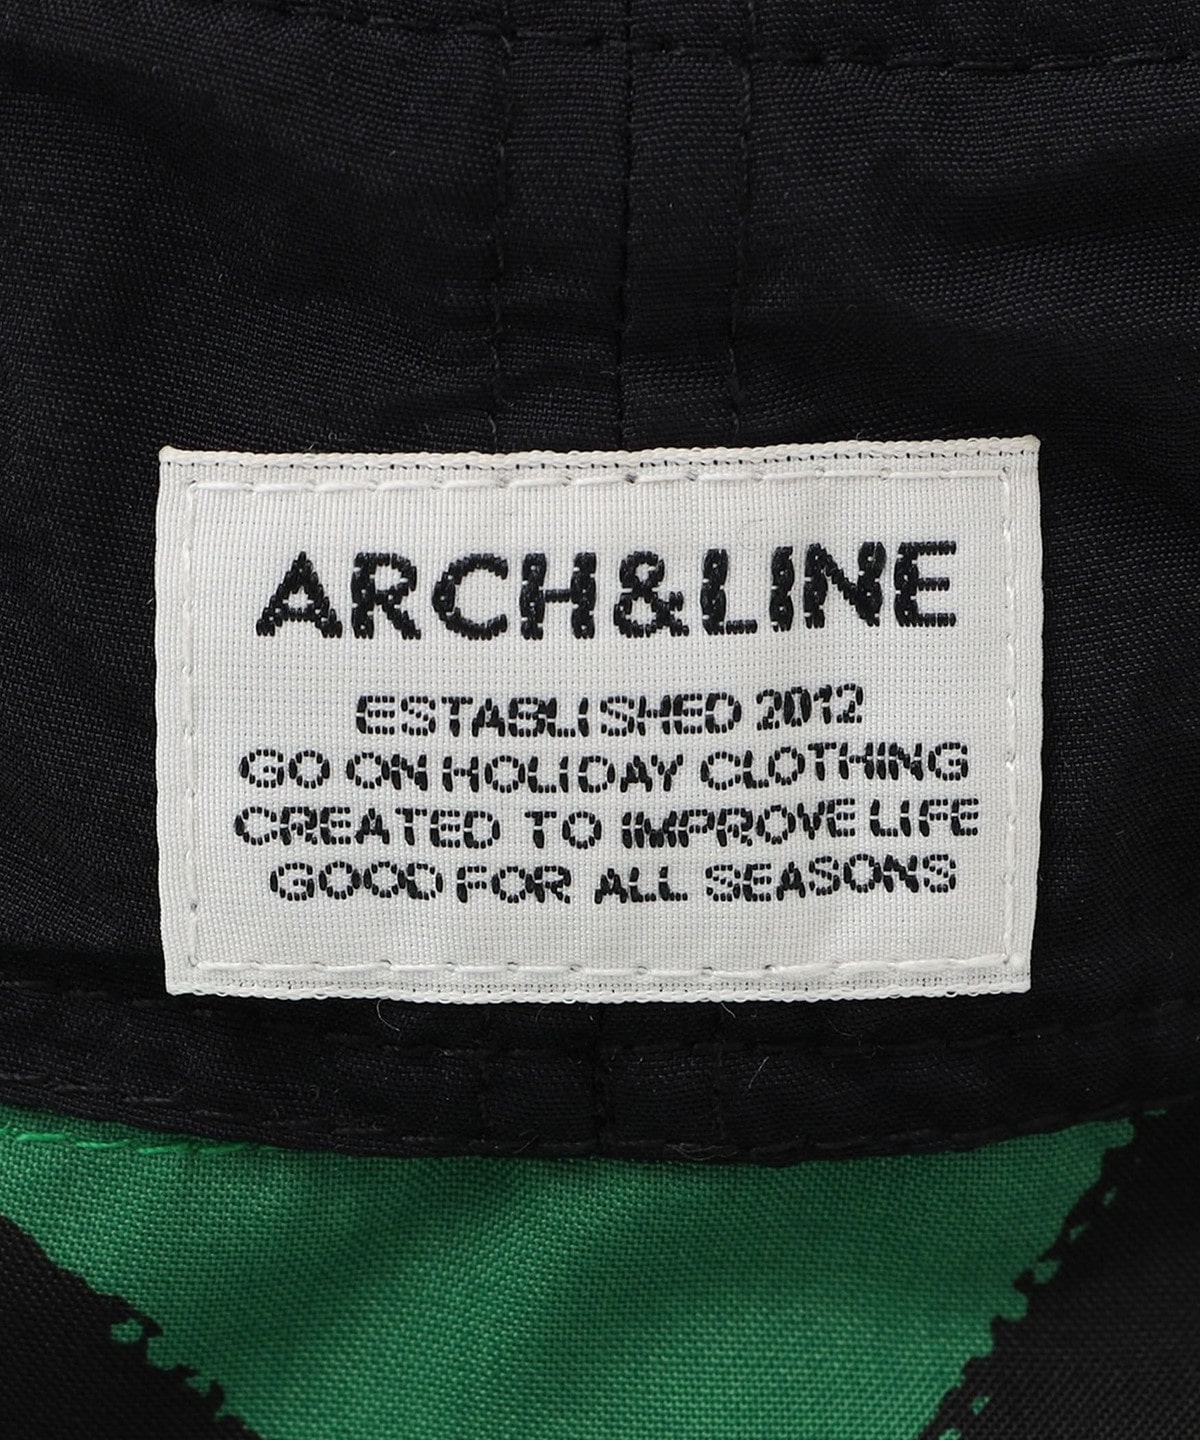 ARCH&LINE
ESTABLISHED 2012
GO ON HOLIDAY CLOTHING
CREATED TO IMPROVE LIFE
GOOD FOR ALL SEASONS